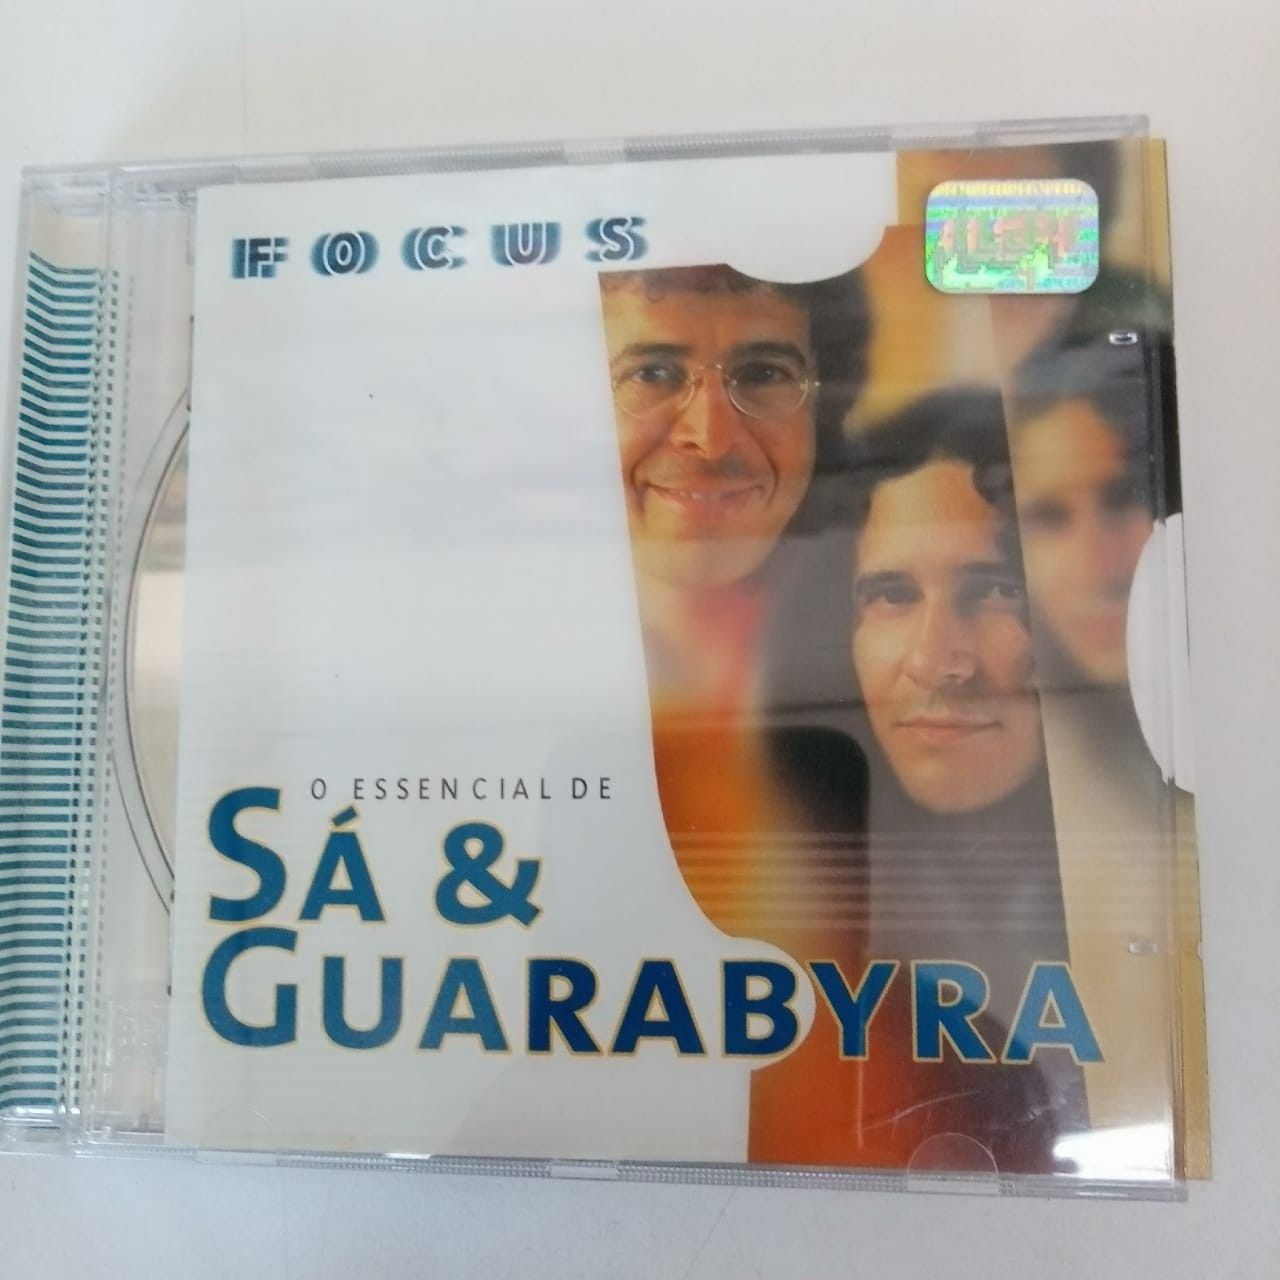 FOCUS
O ESSENCIAL DE
SÁ &
GUARABYRA